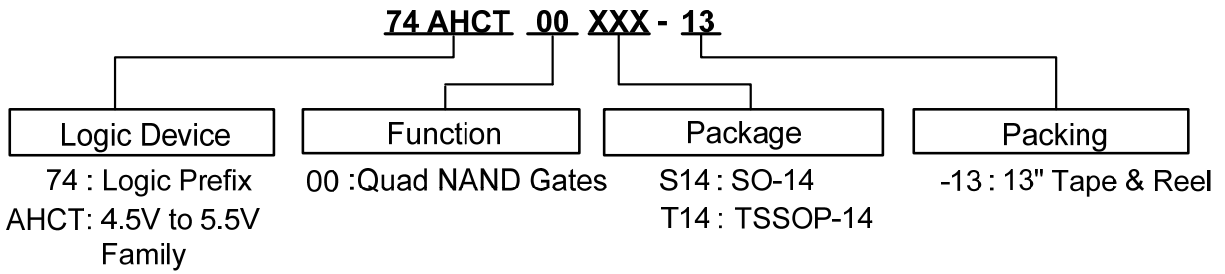 74 AHCT 00 XXX - 13
Logic Device
Function
Package
Packing
74 : Logic Prefix
AHCT: 4.5V to 5.5V
Family
00 :Quad NAND Gates
S14 : SO-14
T14 : TSSOP-14
-13 : 13" Tape & Reel